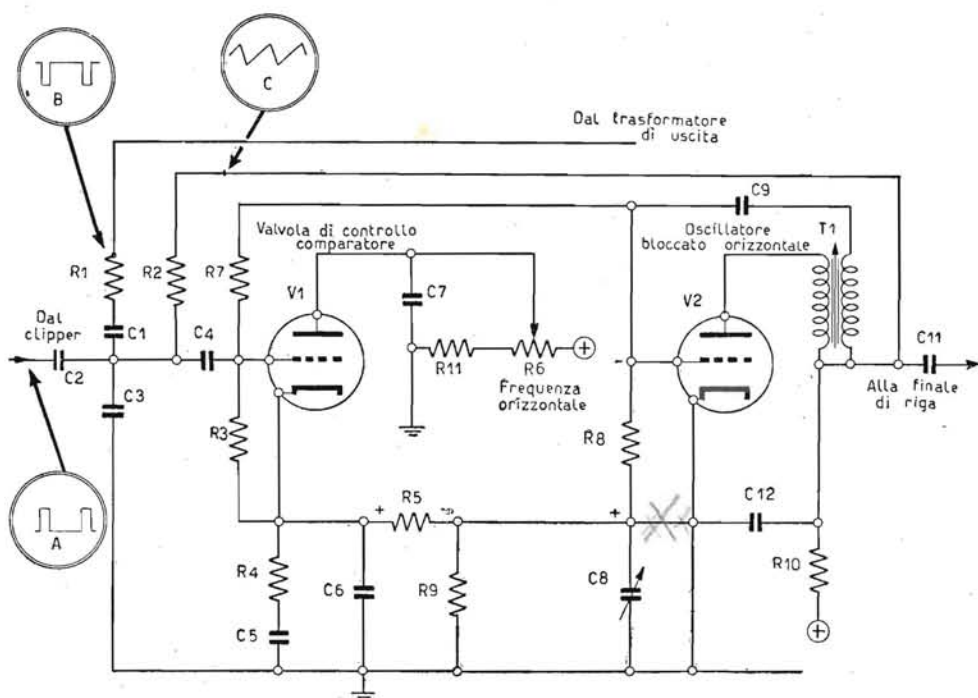 B
C
Dal trasformatore
di uscita
C9
Valvola di controllo
comparatore
Oscillatore
bloccato orizzontale
T1
R1
R2
R7
V1
C7
V2
Dal
clipper
C1
C4
C2
C3
R11
R6
Frequenza
orizzontale
+
-
C11
Alla finale
di riga
R3
R8
A
+
R5
+
C12
R4
C6
R9
C8
R10
C5
+